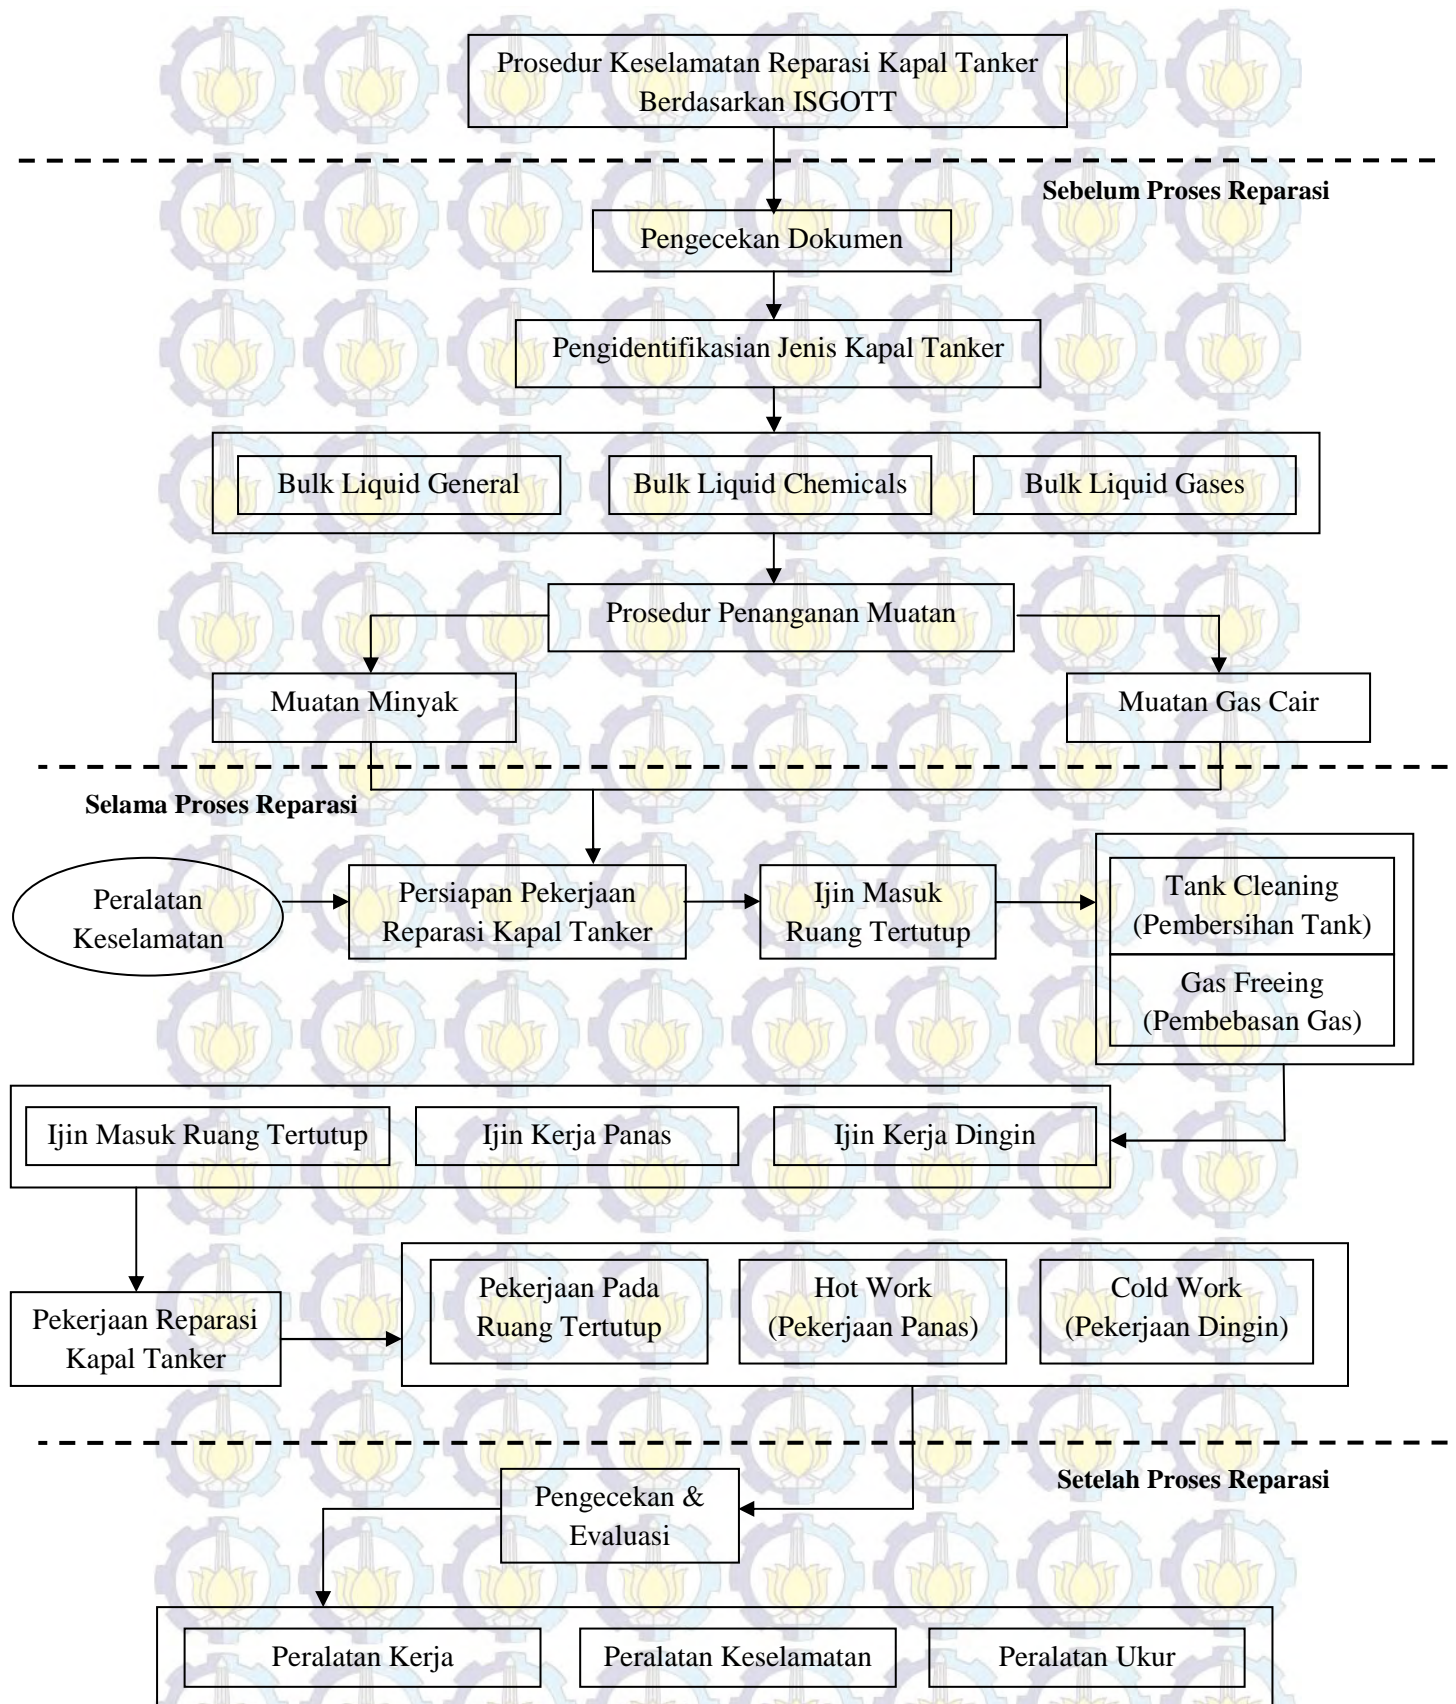 Prosedur Keselamatan Reparasi Kapal Tanker
Berdasarkan ISGOTT
Sebelum Proses Reparasi
Pengecekan Dokumen
Pengidentifikasian Jenis Kapal Tanker
Bulk Liquid General
Bulk Liquid Chemicals
Bulk Liquid Gases
Prosedur Penanganan Muatan
Muatan Minyak
Muatan Gas Cair
Selama Proses Reparasi
Peralatan
Keselamatan
Persiapan Pekerjaan
Reparasi Kapal Tanker
Ijin Masuk
Ruang Tertutup
Tank Cleaning
(Pembersihan Tank)
Gas Freeing
(Pembebasan Gas)
Ijin Masuk Ruang Tertutup
Ijin Kerja Panas
Ijin Kerja Dingin
Pekerjaan Reparasi
Kapal Tanker
Pekerjaan Pada
Ruang Tertutup
Hot Work
(Pekerjaan Panas)
Cold Work
(Pekerjaan Dingin)
Setelah Proses Reparasi
Pengecekan &
Evaluasi
Peralatan Kerja
Peralatan Keselamatan
Peralatan Ukur